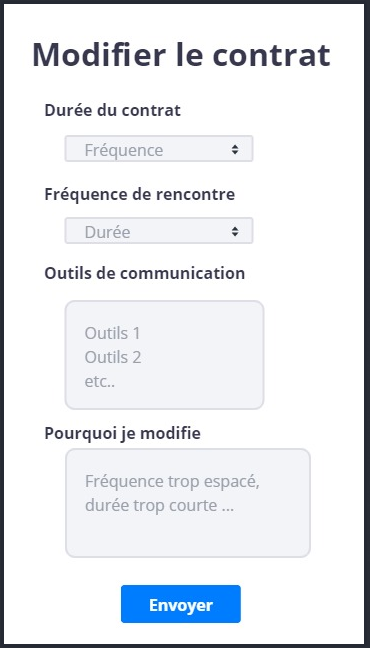 Modifier le contrat
Durée du contrat
Fréquence
Fréquence de rencontre
Durée
Outils de communication
Outils 1
Outils 2
etc..
Pourquoi je modifie
Fréquence trop espacé,
durée trop courte ...
Envoyer